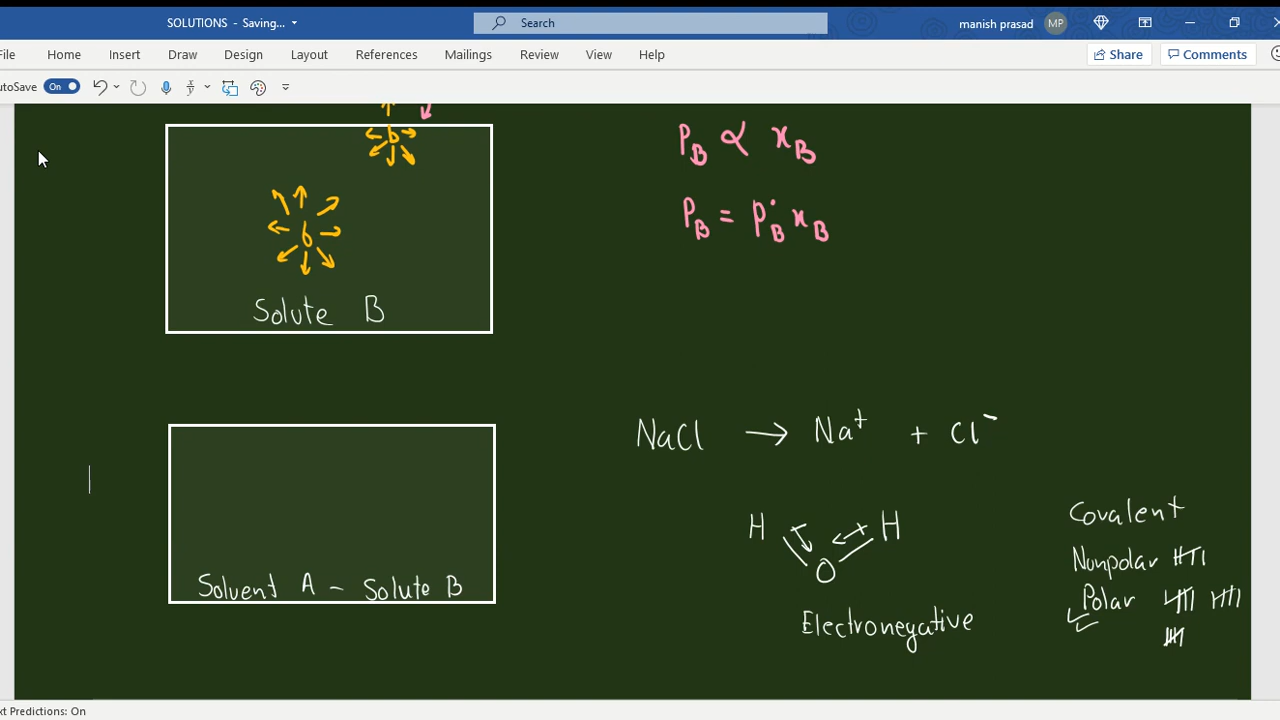 SOLUTIONS - Saving...
Search
manish prasad
MP
File Home Insert Draw Design Layout References Mailings Review View Help
Share
Comments
AutoSave On
b
b
Solute B
P_B ∝ x_B
P_B = P°_B x_B
NaCl → Na⁺ + Cl⁻
H H
O
Electronegative
Solvent A - Solute B
Covalent
Nonpolar
Polar
xt Predictions: On